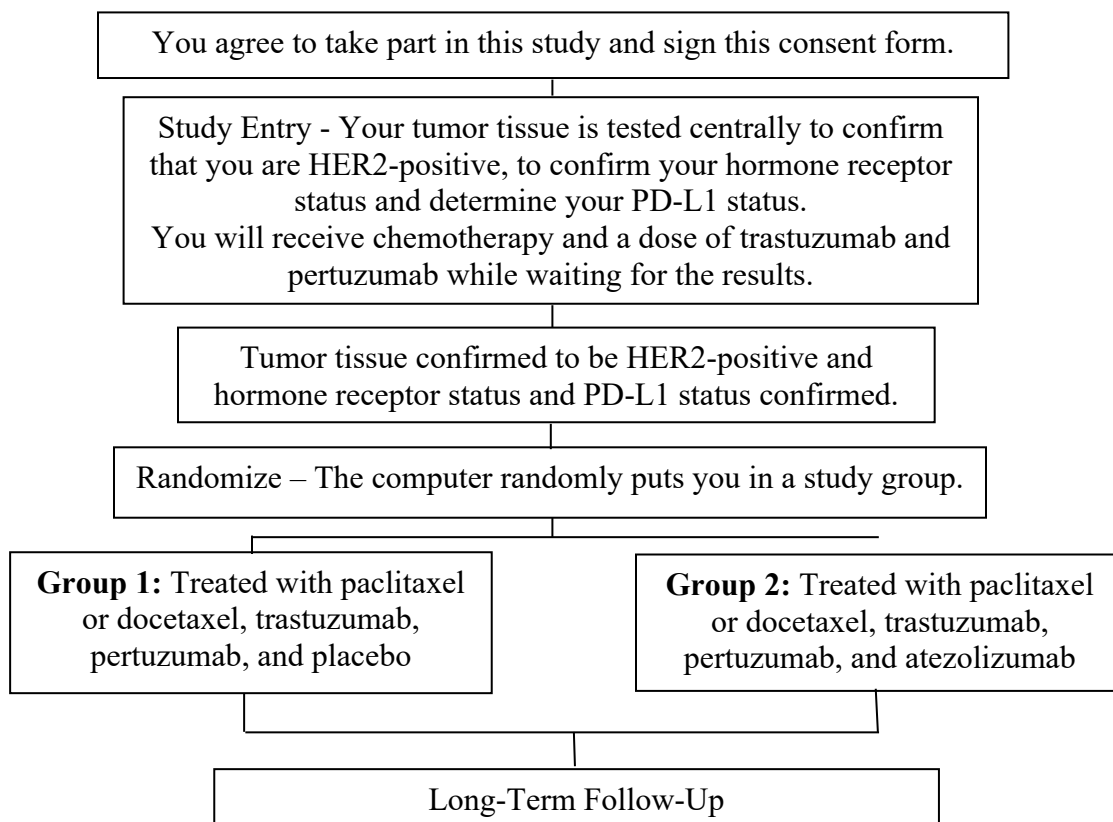 You agree to take part in this study and sign this consent form.
Study Entry - Your tumor tissue is tested centrally to confirm
that you are HER2-positive, to confirm your hormone receptor
status and determine your PD-L1 status.
You will receive chemotherapy and a dose of trastuzumab and
pertuzumab while waiting for the results.
Tumor tissue confirmed to be HER2-positive and
hormone receptor status and PD-L1 status confirmed.
Randomize – The computer randomly puts you in a study group.
Group 1: Treated with paclitaxel
or docetaxel, trastuzumab,
pertuzumab, and placebo
Group 2: Treated with paclitaxel
or docetaxel, trastuzumab,
pertuzumab, and atezolizumab
Long-Term Follow-Up